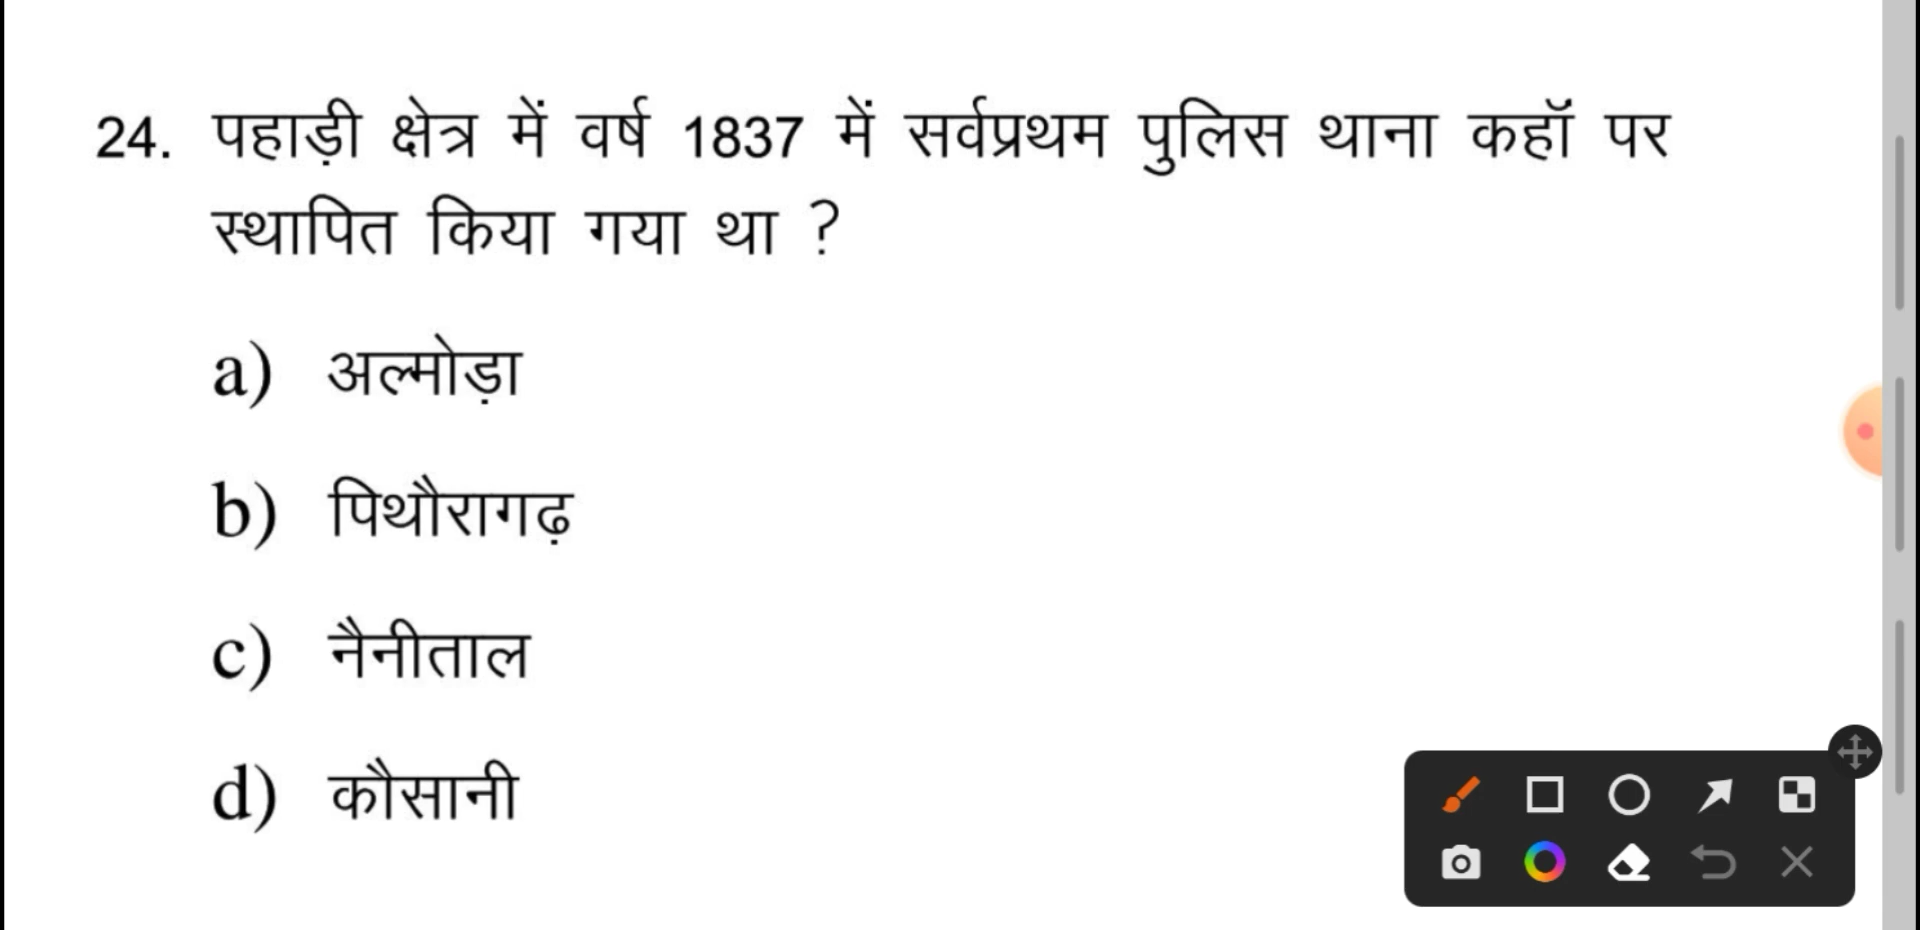 24. पहाड़ी क्षेत्र में वर्ष 1837 में सर्वप्रथम पुलिस थाना कहॉं पर
स्थापित किया गया था ?
a) अल्मोड़ा
b) पिथौरागढ़
c) नैनीताल
d) कौसानी